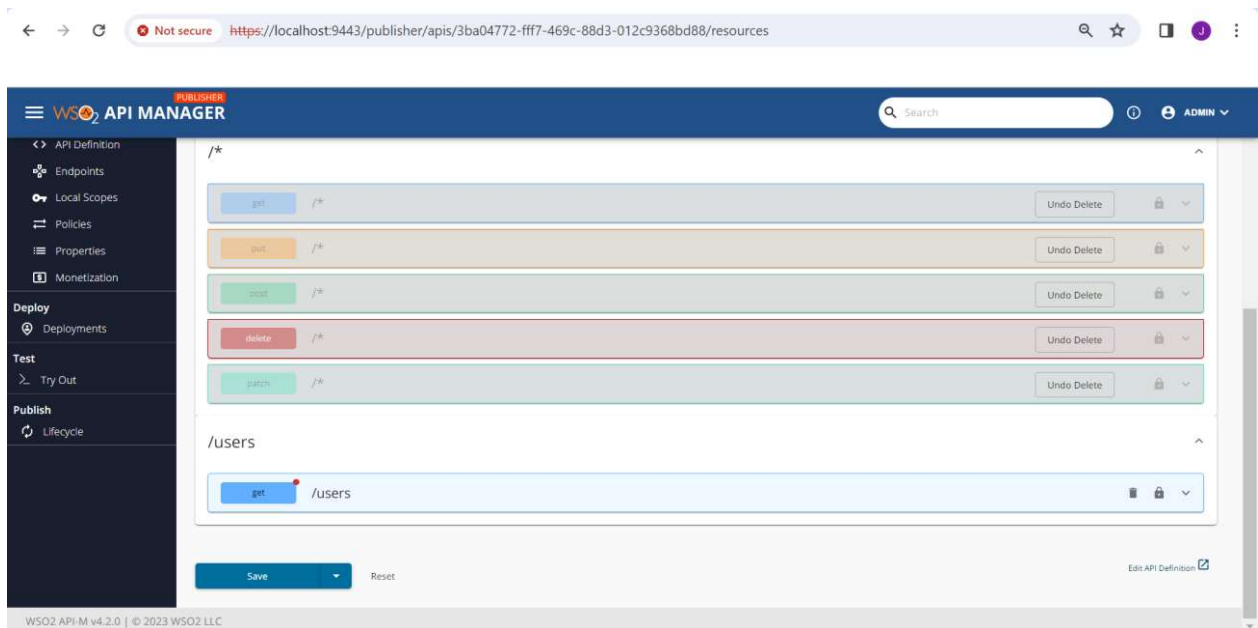 Not secure https://localhost:9443/publisher/apis/3ba04772-fff7-469c-88d3-012c9368bd88/resources
J
PUBLISHER
WSO2 API MANAGER
Search
ADMIN
API Definition
Endpoints
Local Scopes
Policies
Properties
Monetization
Deploy
Deployments
Test
Try Out
Publish
Lifecycle
/*
get /* Undo Delete
put /* Undo Delete
post /* Undo Delete
delete /* Undo Delete
patch /* Undo Delete
/users
get /users
Save Reset Edit API Definition
WSO2 API-M v4.2.0 | © 2023 WSO2 LLC